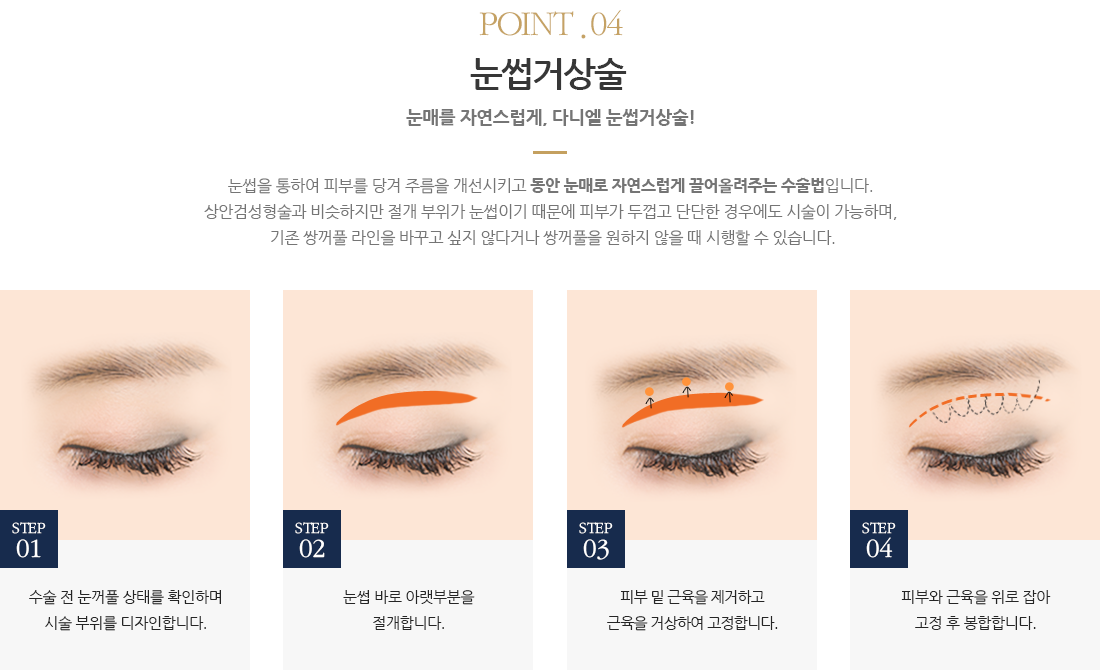 POINT . 04
눈썹거상술
눈매를 자연스럽게, 다니엘 눈썹거상술!
눈썹을 통하여 피부를 당겨 주름을 개선시키고 동안 눈매로 자연스럽게 끌어올려주는 수술법입니다.
상안검성형술과 비슷하지만 절개 부위가 눈썹이기 때문에 피부가 두껍고 단단한 경우에도 시술이 가능하며,
기존 쌍꺼풀 라인을 바꾸고 싶지 않다거나 쌍꺼풀을 원하지 않을 때 시행할 수 있습니다.
STEP
01
수술 전 눈꺼풀 상태를 확인하며
시술 부위를 디자인합니다.
STEP
02
눈썹 바로 아랫부분을
절개합니다.
STEP
03
피부 밑 근육을 제거하고
근육을 거상하여 고정합니다.
STEP
04
피부와 근육을 위로 잡아
고정 후 봉합합니다.